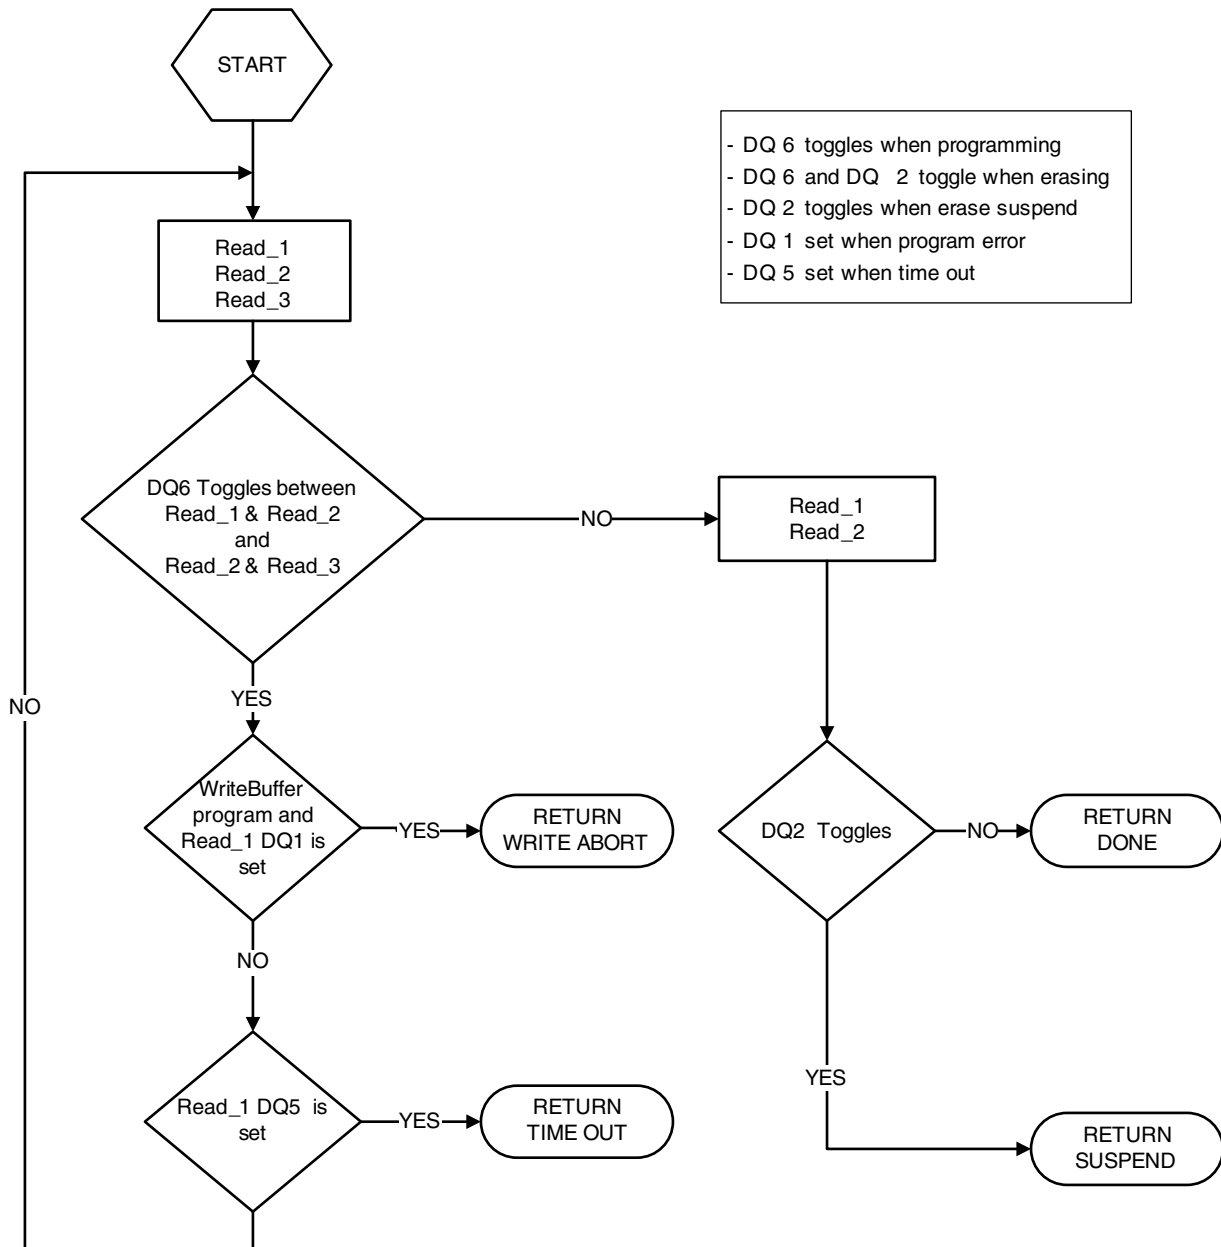 START
- DQ 6 toggles when programming
- DQ 6 and DQ 2 toggle when erasing
- DQ 2 toggles when erase suspend
- DQ 1 set when program error
- DQ 5 set when time out
Read_1
Read_2
Read_3
DQ6 Toggles between
Read_1 & Read_2
and
Read_2 & Read_3
NO
Read_1
Read_2
YES
NO
WriteBuffer
program and
Read_1 DQ1 is
set
YES
RETURN
WRITE ABORT
DQ2 Toggles
NO
RETURN
DONE
NO
YES
Read_1 DQ5 is
set
YES
RETURN
TIME OUT
RETURN
SUSPEND